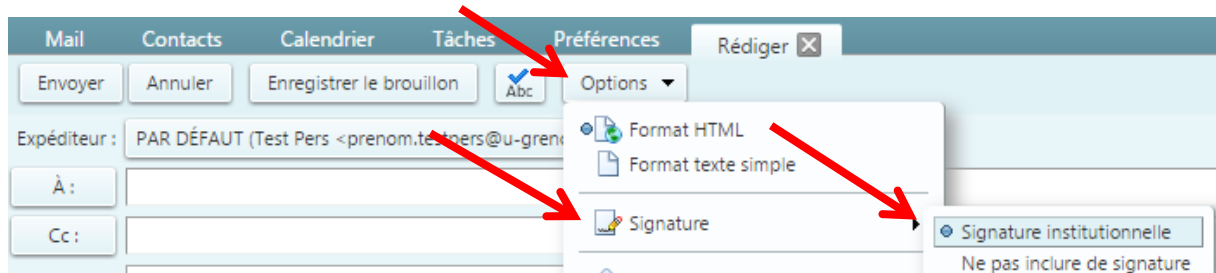 Mail Contacts Calendrier Tâches Préférences Rédiger
Envoyer Annuler Enregistrer le brouillon Abc Options
Expéditeur : PAR DÉFAUT (Test Pers <prenom.testpers@u-greno
Format HTML
Format texte simple
À :
Signature
Cc :
Signature institutionnelle
Ne pas inclure de signature